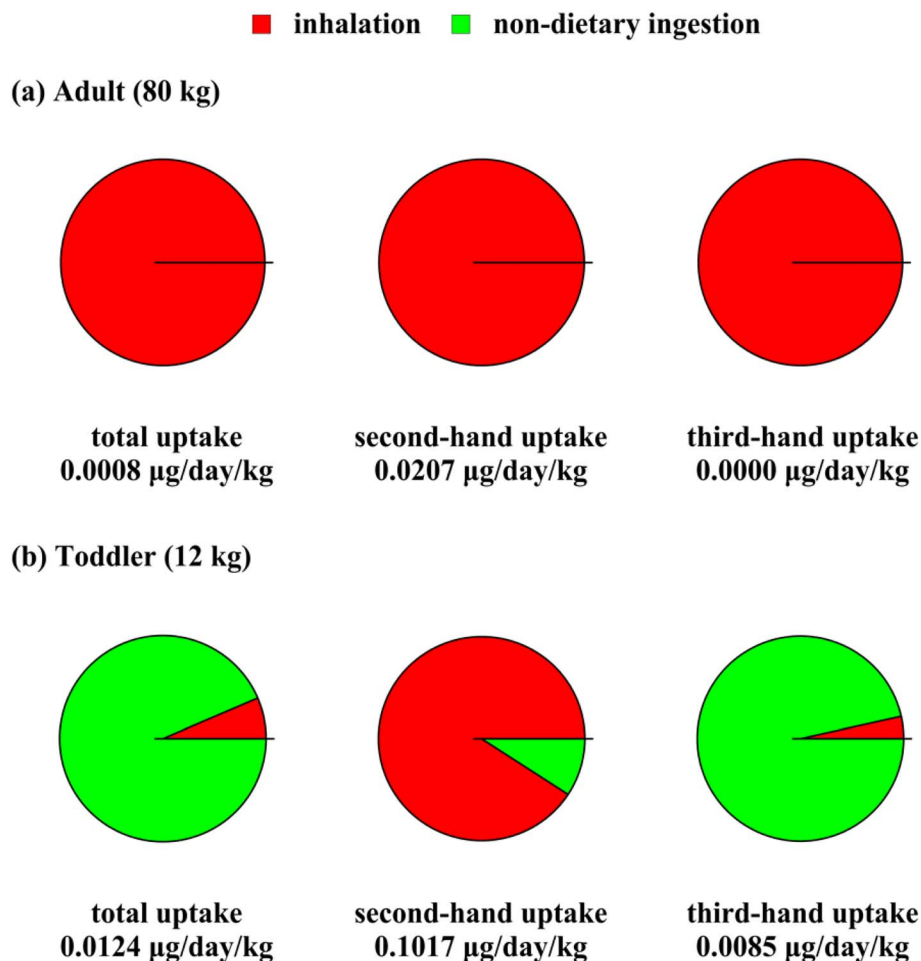 inhalation non-dietary ingestion
(a) Adult (80 kg)
total uptake second-hand uptake third-hand uptake
0.0008 μg/day/kg 0.0207 μg/day/kg 0.0000 μg/day/kg
(b) Toddler (12 kg)
total uptake second-hand uptake third-hand uptake
0.0124 μg/day/kg 0.1017 μg/day/kg 0.0085 μg/day/kg